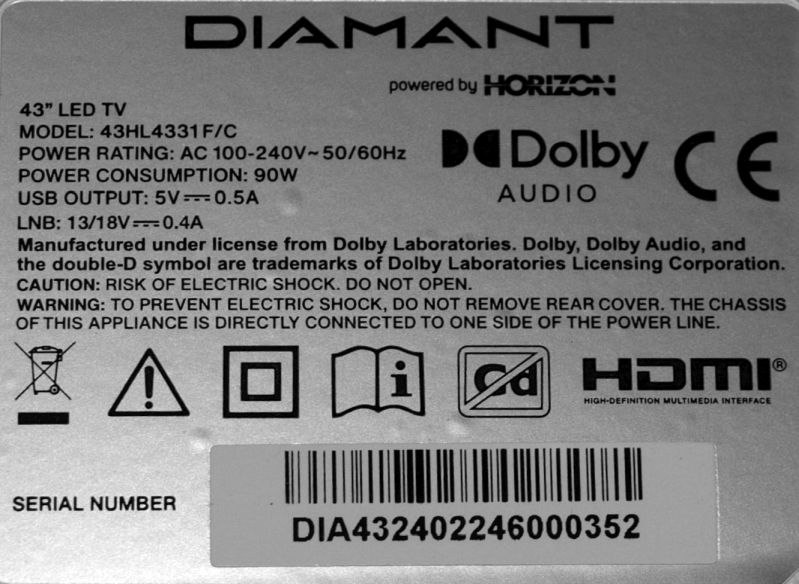 DIAMANT
powered by HORIZON
43” LED TV
MODEL: 43HL4331F/C
POWER RATING: AC 100-240V~50/60Hz
POWER CONSUMPTION: 90W
USB OUTPUT: 5V⎓0.5A
LNB: 13/18V⎓0.4A
Dolby
AUDIO
CE
Manufactured under license from Dolby Laboratories. Dolby, Dolby Audio, and
the double-D symbol are trademarks of Dolby Laboratories Licensing Corporation.
CAUTION: RISK OF ELECTRIC SHOCK. DO NOT OPEN.
WARNING: TO PREVENT ELECTRIC SHOCK, DO NOT REMOVE REAR COVER. THE CHASSIS
OF THIS APPLIANCE IS DIRECTLY CONNECTED TO ONE SIDE OF THE POWER LINE.
i
Cd
HDMI®
HIGH-DEFINITION MULTIMEDIA INTERFACE
SERIAL NUMBER
DIA432402246000352